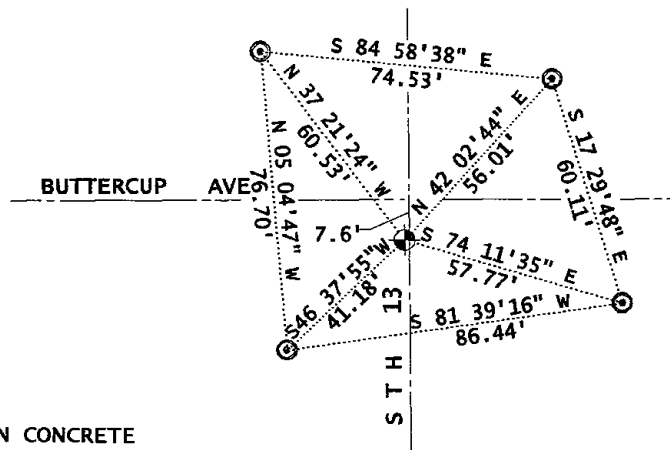 S 84 58'38" E
74.53'
N 37 21'24" W
60.53'
N 42 02'44" E
56.01'
S 17 29'48" E
60.11'
N 05 04'47" W
76.70'
BUTTERCUP AVE
7.6'
S 74 11'35" E
57.77'
S46 37'55"W
41.18'
S 81 39'16" W
86.44'
S T H 13
N CONCRETE